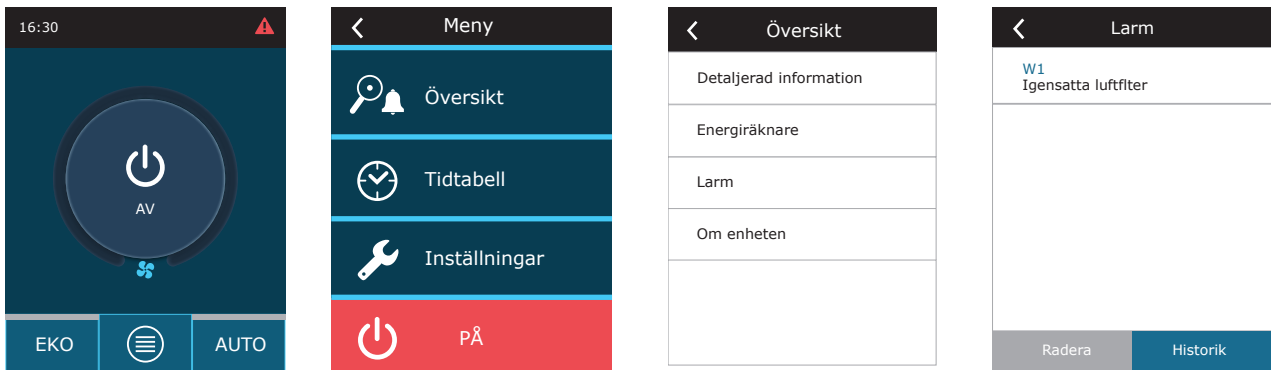 16:30
AV
EKO
AUTO
Meny
Översikt
Tidtabell
Inställningar
PÅ
Översikt
Detaljerad information
Energiräknare
Larm
Om enheten
Larm
W1
Igensatta luftflter
Radera
Historik